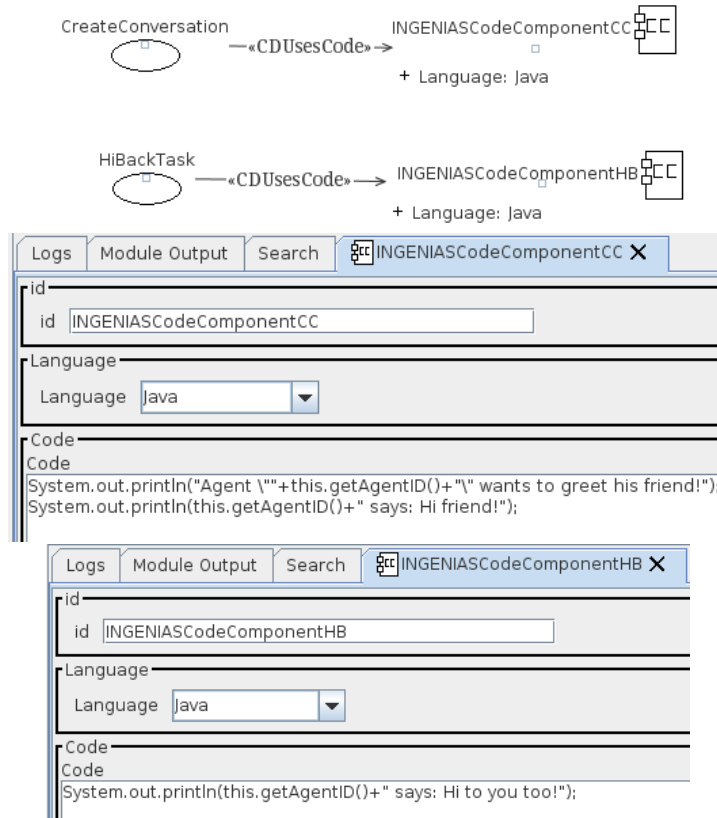 CreateConversation
«CDUsesCode»
INGENIASCodeComponentCC
+ Language: Java
HiBackTask
«CDUsesCode»
INGENIASCodeComponentHB
+ Language: Java
Logs Module Output Search INGENIASCodeComponentCC X
id
id INGENIASCodeComponentCC
Language
Language Java
Code
Code
System.out.println("Agent \""+this.getAgentID()+"\" wants to greet his friend!");
System.out.println(this.getAgentID()+" says: Hi friend!");
Logs Module Output Search INGENIASCodeComponentHB X
id
id INGENIASCodeComponentHB
Language
Language Java
Code
Code
System.out.println(this.getAgentID()+" says: Hi to you too!");